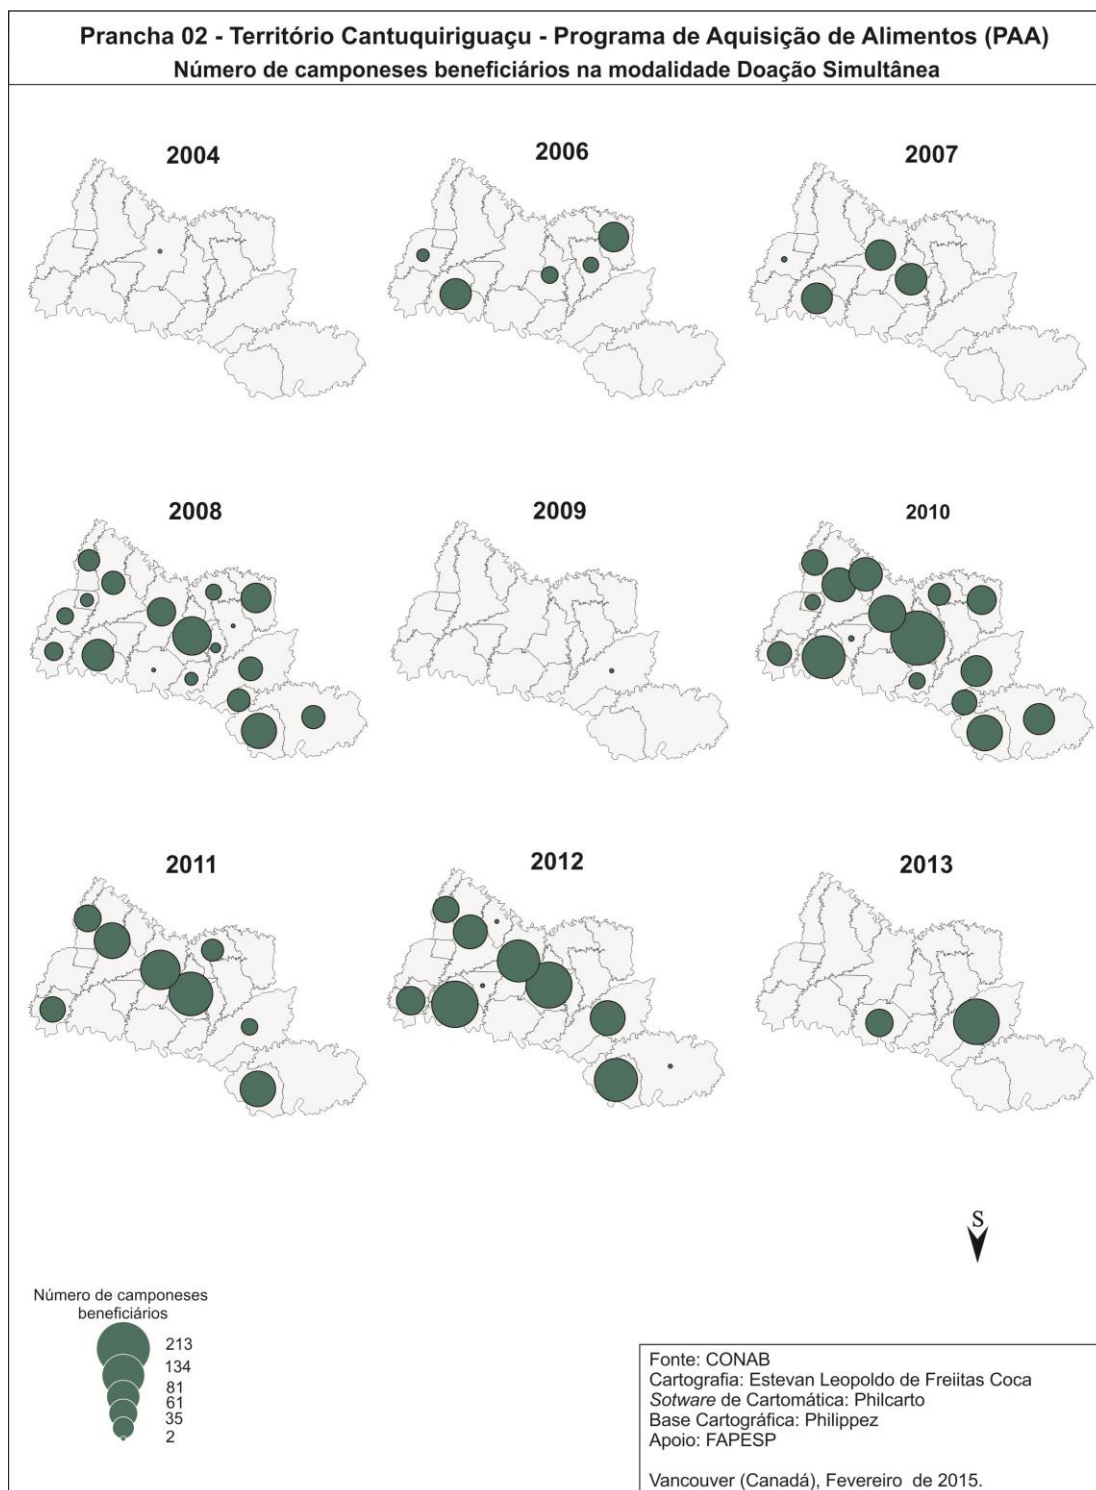 Prancha 02 - Território Cantuquiriguaçu - Programa de Aquisição de Alimentos (PAA)
Número de camponeses beneficiários na modalidade Doação Simultânea
2004
2006
2007
2008
2009
2010
2011
2012
2013
S
Número de camponeses
beneficiários
213
134
81
61
35
2
Fonte: CONAB
Cartografia: Estevan Leopoldo de Freiitas Coca
Sotware de Cartomática: Philcarto
Base Cartográfica: Philippez
Apoio: FAPESP
Vancouver (Canadá), Fevereiro de 2015.